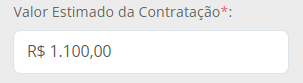 Valor Estimado da Contratação*:
R$ 1.100,00